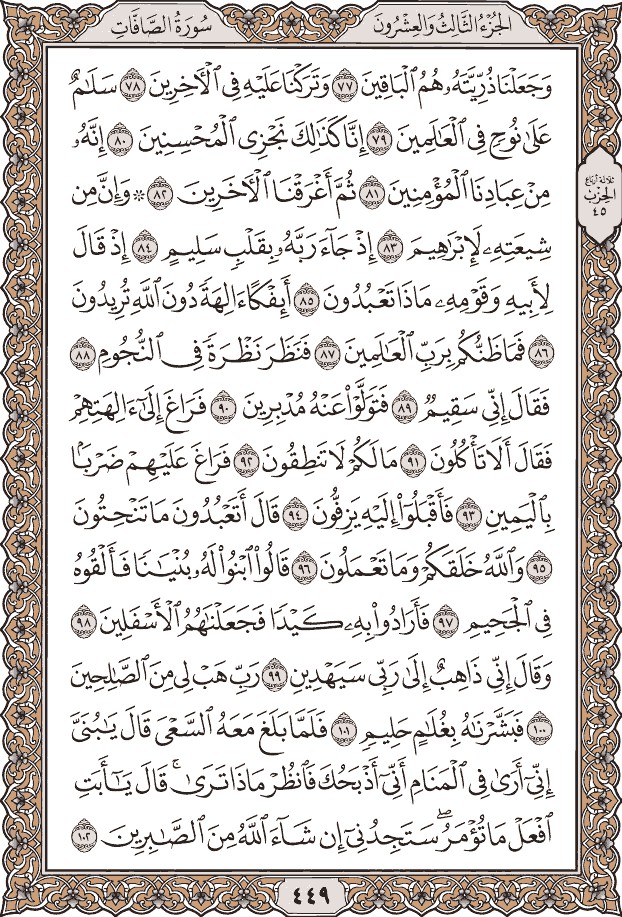 الجزء الثالث والعشرون
سورة الصافات
وَجَعَلْنَا ذُرِّيَّتَهُۥ هُمُ ٱلْبَاقِينَ ٧٧ وَتَرَكْنَا عَلَيْهِ فِى ٱلْءَاخِرِينَ ٧٨ سَلَٰمٌ
عَلَىٰ نُوحٍ فِى ٱلْعَٰلَمِينَ ٧٩ إِنَّا كَذَٰلِكَ نَجْزِى ٱلْمُحْسِنِينَ ٨٠ إِنَّهُۥ
مِنْ عِبَادِنَا ٱلْمُؤْمِنِينَ ٨١ ثُمَّ أَغْرَقْنَا ٱلْءَاخَرِينَ ٨٢ ۞ وَإِنَّ مِن
شِيعَتِهِۦ لَإِبْرَٰهِيمَ ٨٣ إِذْ جَآءَ رَبَّهُۥ بِقَلْبٍ سَلِيمٍ ٨٤ إِذْ قَالَ
لِأَبِيهِ وَقَوْمِهِۦ مَاذَا تَعْبُدُونَ ٨٥ أَئِفْكًا ءَالِهَةً دُونَ ٱللَّهِ تُرِيدُونَ
٨٦ فَمَا ظَنُّكُم بِرَبِّ ٱلْعَٰلَمِينَ ٨٧ فَنَظَرَ نَظْرَةً فِى ٱلنُّجُومِ ٨٨
فَقَالَ إِنِّى سَقِيمٌ ٨٩ فَتَوَلَّوْا۟ عَنْهُ مُدْبِرِينَ ٩٠ فَرَاغَ إِلَىٰٓ ءَالِهَتِهِمْ
فَقَالَ أَلَا تَأْكُلُونَ ٩١ مَا لَكُمْ لَا تَنطِقُونَ ٩٢ فَرَاغَ عَلَيْهِمْ ضَرْبًۢا
بِٱلْيَمِينِ ٩٣ فَأَقْبَلُوٓا۟ إِلَيْهِ يَزِفُّونَ ٩٤ قَالَ أَتَعْبُدُونَ مَا تَنْحِتُونَ
٩٥ وَٱللَّهُ خَلَقَكُمْ وَمَا تَعْمَلُونَ ٩٦ قَالُوا۟ ٱبْنُوا۟ لَهُۥ بُنْيَٰنًا فَأَلْقُوهُ
فِى ٱلْجَحِيمِ ٩٧ فَأَرَادُوا۟ بِهِۦ كَيْدًا فَجَعَلْنَٰهُمُ ٱلْأَسْفَلِينَ ٩٨
وَقَالَ إِنِّى ذَاهِبٌ إِلَىٰ رَبِّى سَيَهْدِينِ ٩٩ رَبِّ هَبْ لِى مِنَ ٱلصَّٰلِحِينَ
١٠٠ فَبَشَّرْنَٰهُ بِغُلَٰمٍ حَلِيمٍ ١٠١ فَلَمَّا بَلَغَ مَعَهُ ٱلسَّعْىَ قَالَ يَٰبُنَىَّ
إِنِّىٓ أَرَىٰ فِى ٱلْمَنَامِ أَنِّىٓ أَذْبَحُكَ فَٱنظُرْ مَاذَا تَرَىٰ ۚ قَالَ يَٰٓأَبَتِ
ٱفْعَلْ مَا تُؤْمَرُ ۖ سَتَجِدُنِىٓ إِن شَآءَ ٱللَّهُ مِنَ ٱلصَّٰبِرِينَ ١٠٢
ثلاثة أرباع
الحزب
٤٥
٤٤٩